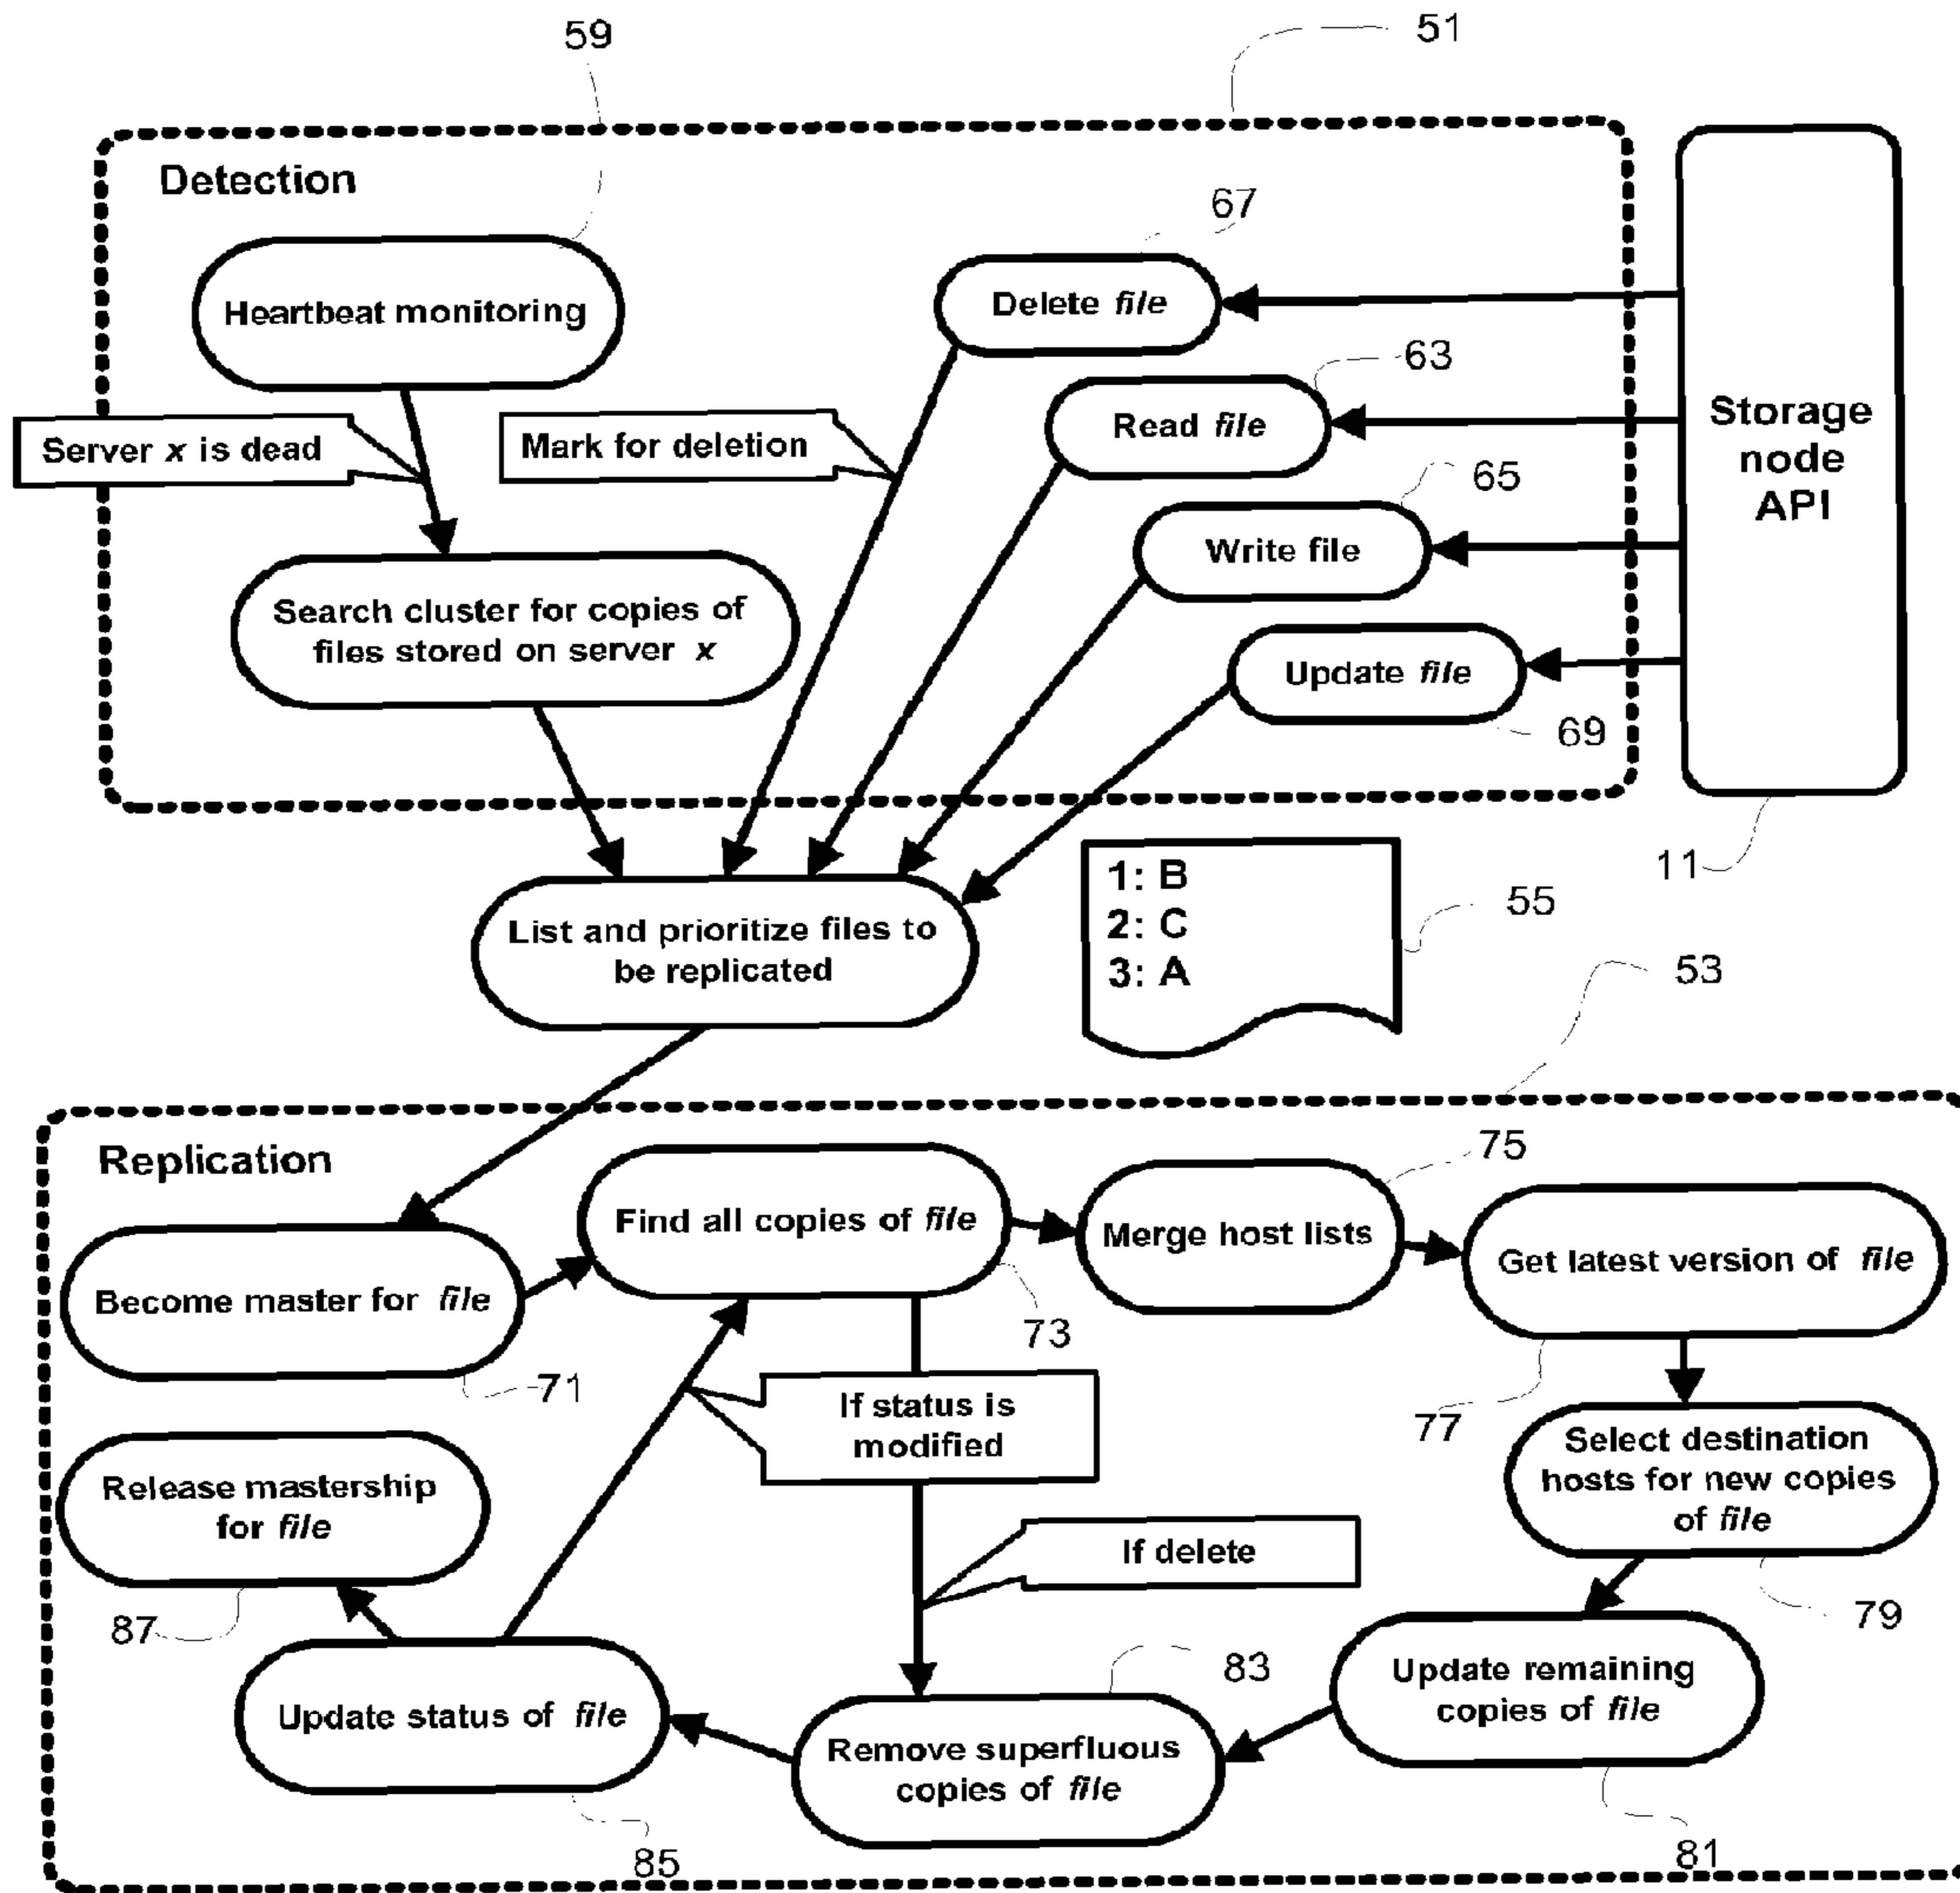 59
51
Detection
67
Heartbeat monitoring
Delete file
63
Read file
Storage
node
API
Server x is dead
Mark for deletion
65
Write file
Search cluster for copies of
files stored on server x
Update file
69
11
1: B
2: C
3: A
55
List and prioritize files to
be replicated
53
Replication
75
Find all copies of file
Merge host lists
Get latest version of file
Become master for file
73
71
If status is
modified
77
Select destination
hosts for new copies
of file
Release mastership
for file
If delete
87
79
83
Update remaining
copies of file
Update status of file
Remove superfluous
copies of file
85
81